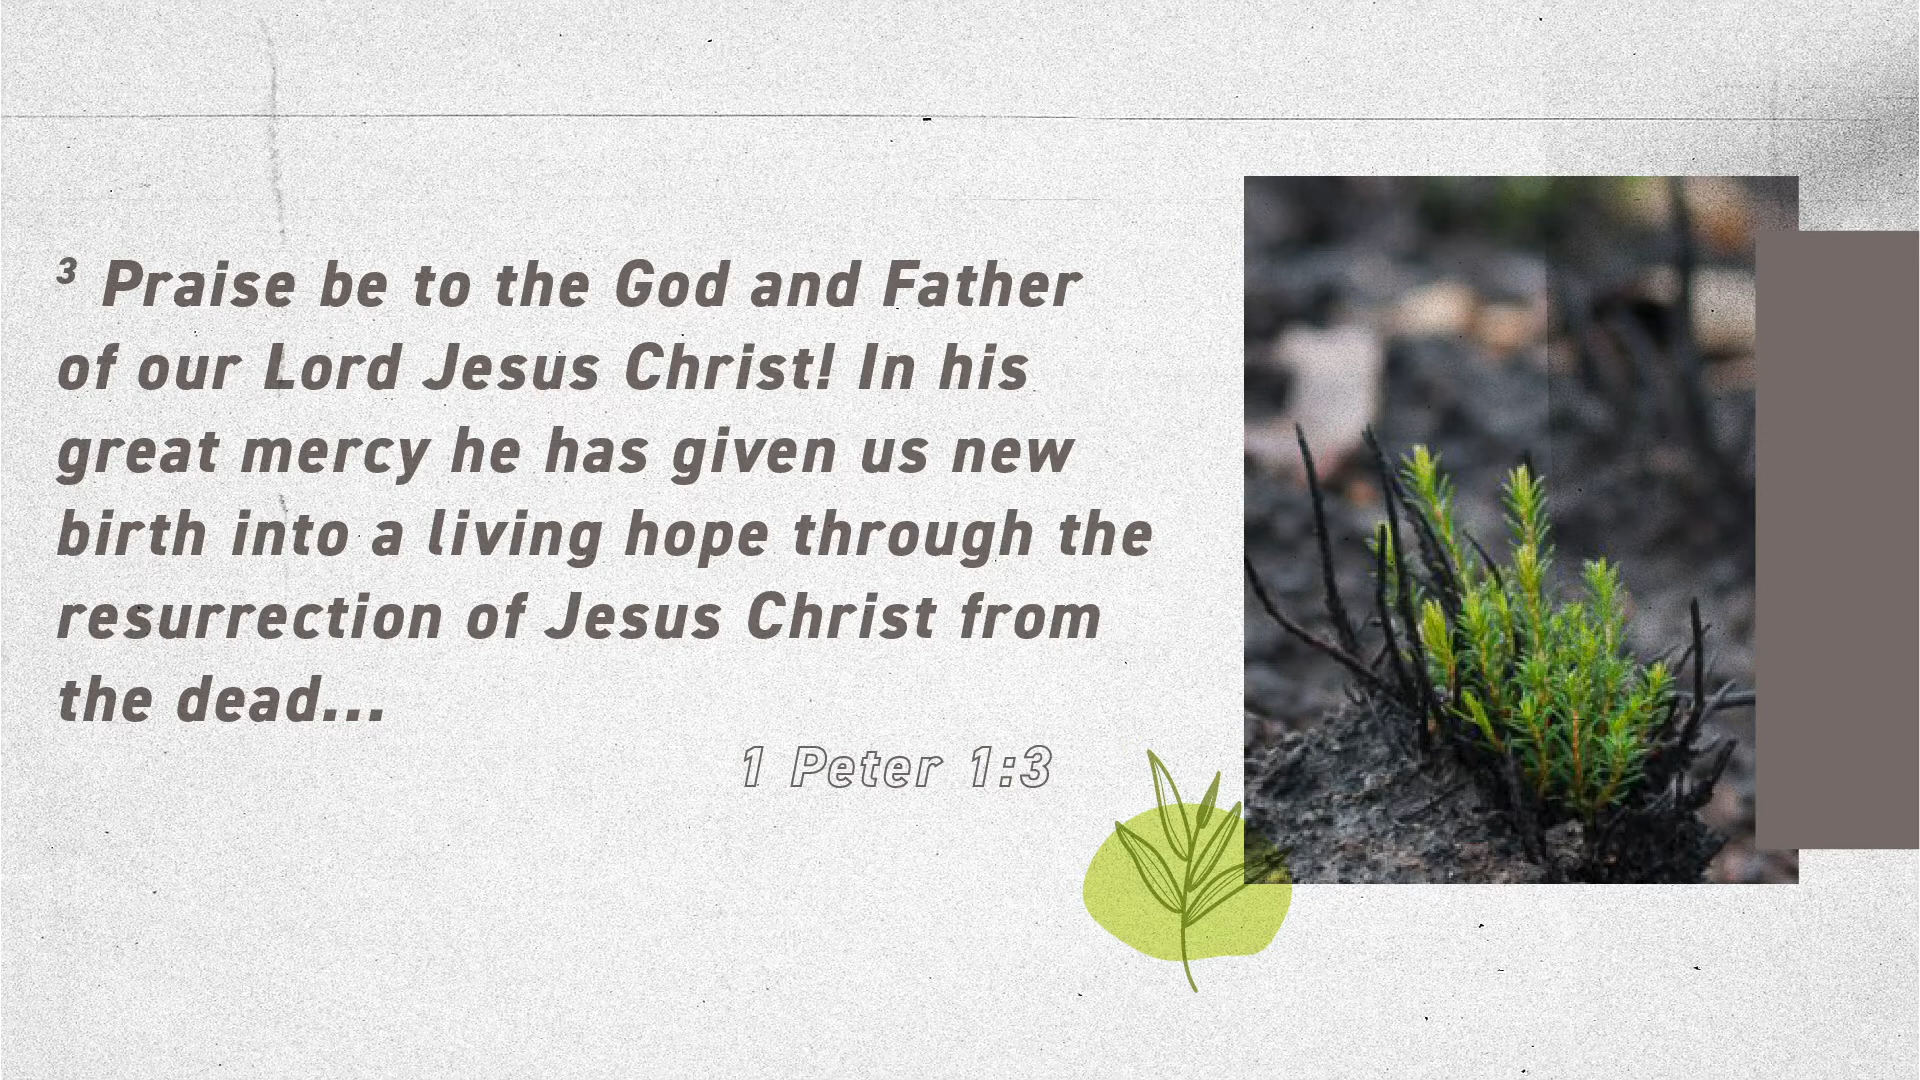 ³ Praise be to the God and Father
of our Lord Jesus Christ! In his
great mercy he has given us new
birth into a living hope through the
resurrection of Jesus Christ from
the dead...
1 Peter 1:3